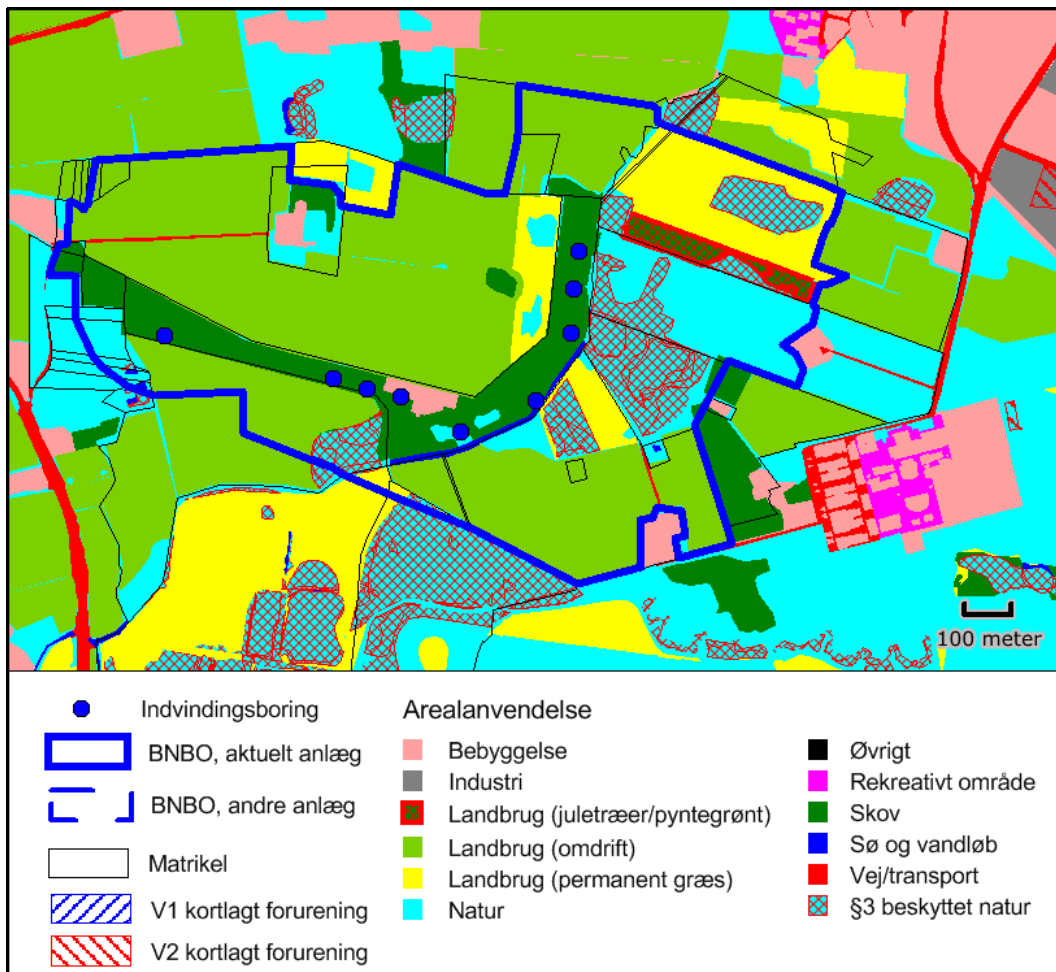 100 meter
Indvindingsboring
BNBO, aktuelt anlæg
BNBO, andre anlæg
Matrikel
V1 kortlagt forurening
V2 kortlagt forurening
Arealanvendelse
Bebyggelse
Industri
Landbrug (juletræer/pyntegrønt)
Landbrug (omdrift)
Landbrug (permanent græs)
Natur
Øvrigt
Rekreativt område
Skov
Sø og vandløb
Vej/transport
§3 beskyttet natur